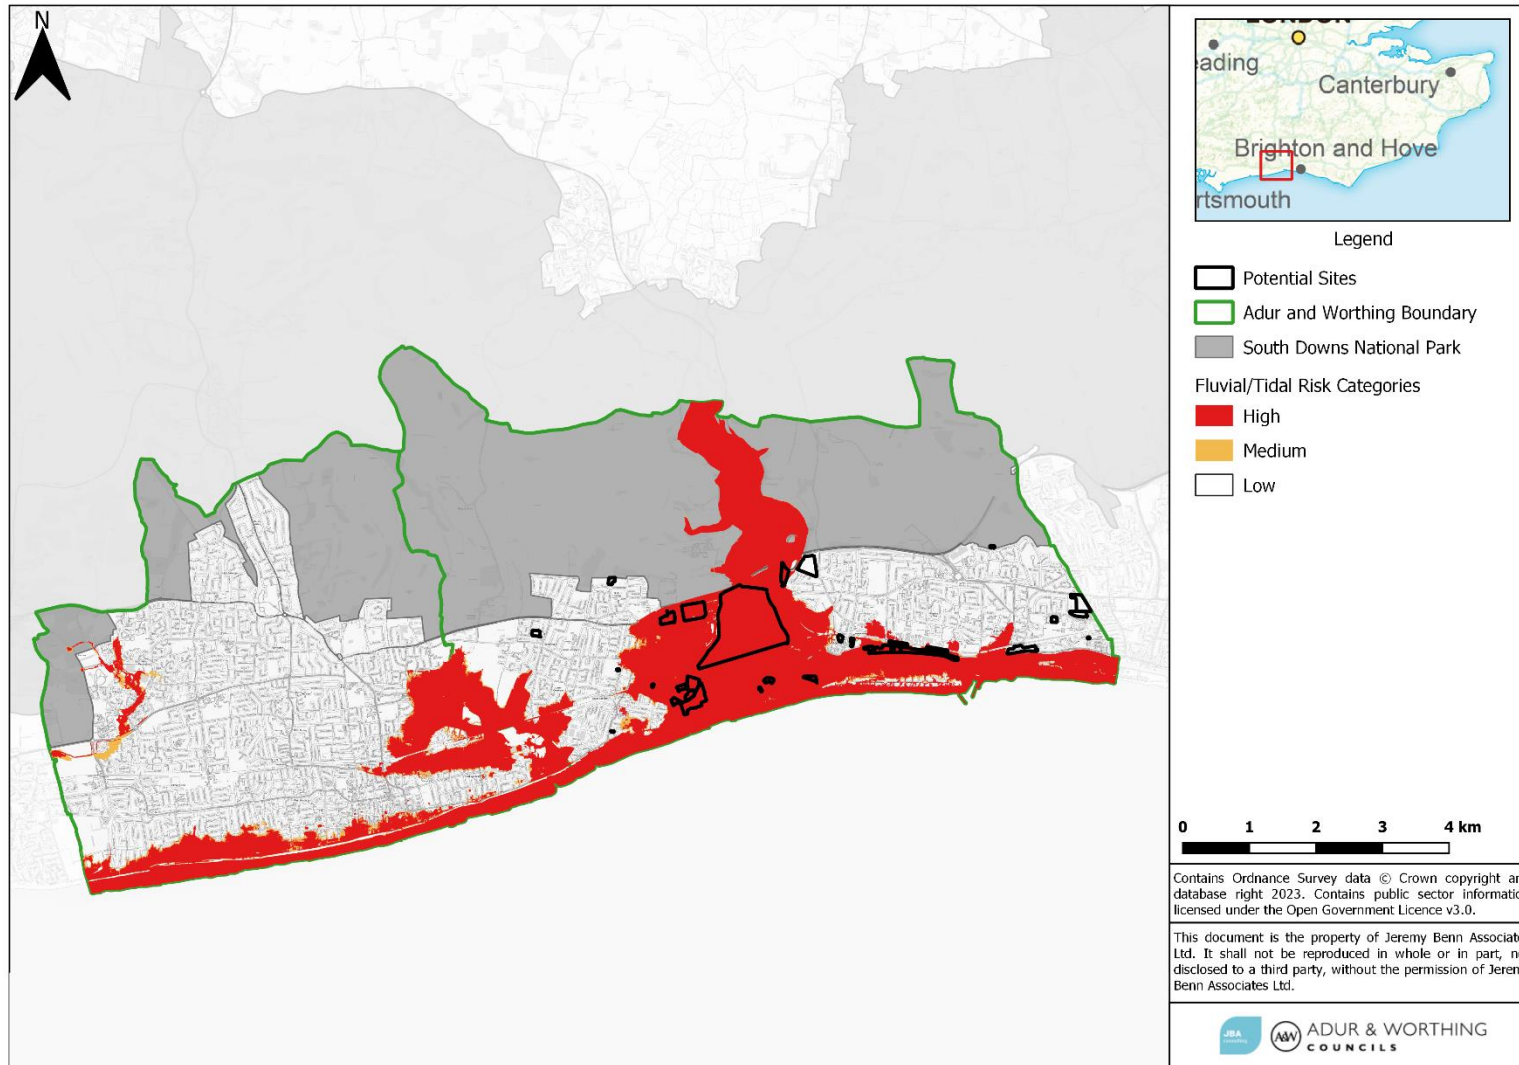 N
LONDON
eading
Canterbury
Brighton and Hove
rtsmouth
Legend
Potential Sites
Adur and Worthing Boundary
South Downs National Park
Fluvial/Tidal Risk Categories
High
Medium
Low
0 1 2 3 4 km
Contains Ordnance Survey data © Crown copyright an
database right 2023. Contains public sector informatio
licensed under the Open Government Licence v3.0.
This document is the property of Jeremy Benn Associat
Ltd. It shall not be reproduced in whole or in part, n
disclosed to a third party, without the permission of Jerem
Benn Associates Ltd.
JBA
consulting
A&W
ADUR & WORTHING
COUNCILS